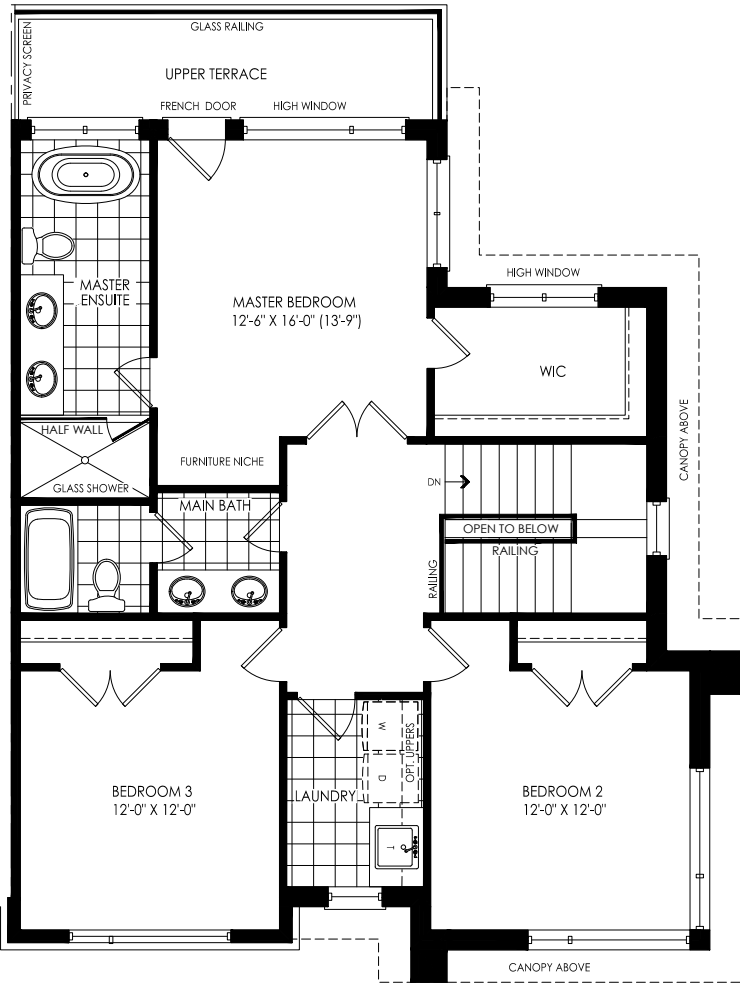 GLASS RAILING
PRIVACY SCREEN
UPPER TERRACE
FRENCH DOOR
HIGH WINDOW
HIGH WINDOW
MASTER
ENSUITE
MASTER BEDROOM
12'-6" X 16'-0" (13'-9")
WIC
CANOPY ABOVE
HALF WALL
FURNITURE NICHE
GLASS SHOWER
DN
MAIN BATH
OPEN TO BELOW
RAILING
RAILING
W
OPT. UPPERS
H
D
BEDROOM 3
12'-0" X 12'-0"
LAUNDRY
BEDROOM 2
12'-0" X 12'-0"
T
CANOPY ABOVE